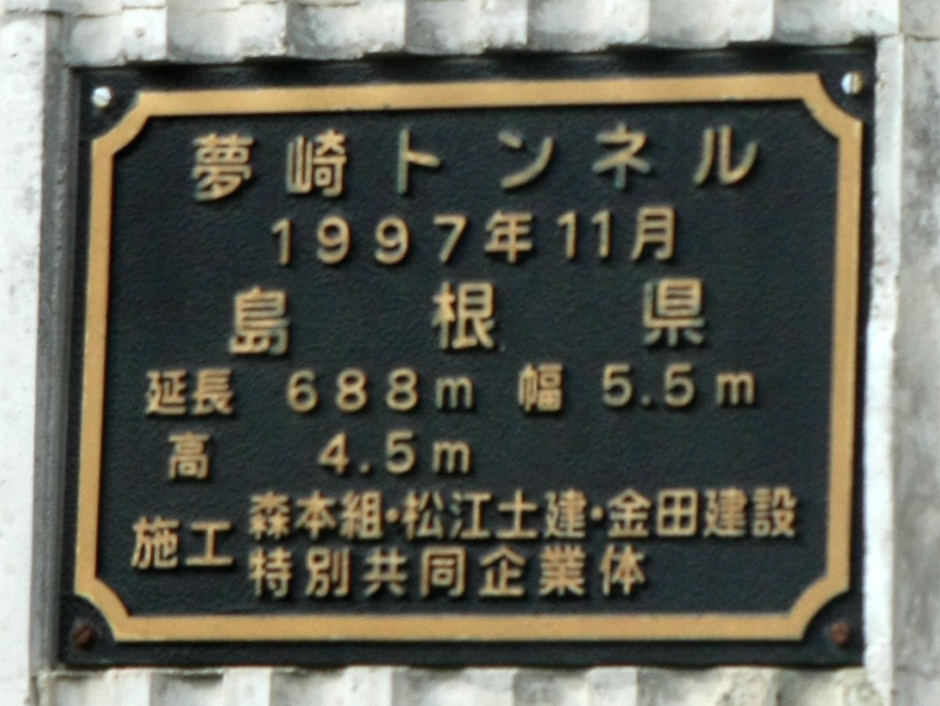 夢崎トンネル
1997年11月
島根県
延長 688m 幅 5.5m
高 4.5m
施工 森本組・松江土建・金田建設
特別共同企業体